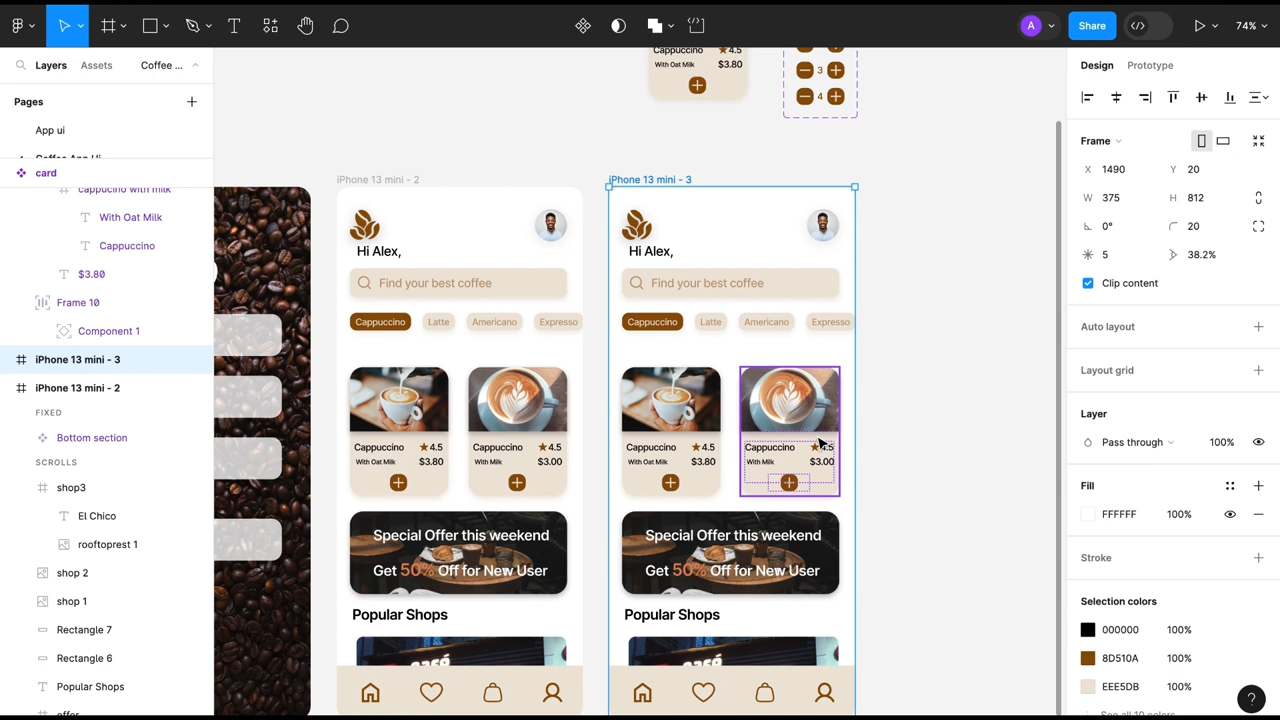 A
Share
74%
Layers
Assets
Coffee ...
Pages
App ui
card
cappucino with milk
With Oat Milk
Cappuccino
$3.80
Frame 10
Component 1
iPhone 13 mini - 3
iPhone 13 mini - 2
FIXED
Bottom section
SCROLLS
shop3
El Chico
rooftoprest 1
shop 2
shop 1
Rectangle 7
Rectangle 6
Popular Shops
offer
Cappuccino
4.5
With Oat Milk
$3.80
3
4
iPhone 13 mini - 2
Hi Alex,
Find your best coffee
Cappuccino
Latte
Americano
Expresso
Cappuccino
4.5
With Oat Milk
$3.80
Cappuccino
4.5
With Milk
$3.00
Special Offer this weekend
Get 50% Off for New User
Popular Shops
café
iPhone 13 mini - 3
Hi Alex,
Find your best coffee
Cappuccino
Latte
Americano
Expresso
Cappuccino
4.5
With Oat Milk
$3.80
Cappuccino
4.5
With Milk
$3.00
Special Offer this weekend
Get 50% Off for New User
Popular Shops
café
Design
Prototype
Frame
X 1490
Y 20
W 375
H 812
0°
20
5
38.2%
Clip content
Auto layout
Layout grid
Layer
Pass through
100%
Fill
FFFFFF
100%
Stroke
Selection colors
000000
100%
8D510A
100%
EEE5DB
100%
See all 10 colors
?